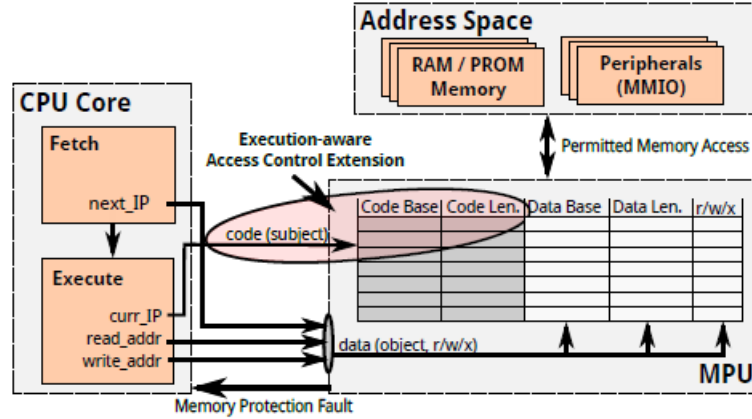 Address Space
RAM / PROM
Memory
Peripherals
(MMIO)
CPU Core
Fetch
next_IP
Execution-aware
Access Control Extension
Permitted Memory Access
Code Base
Code Len.
Data Base
Data Len.
r/w/x
code (subject)
Execute
curr_IP
read_addr
write_addr
data (object, r/w/x)
MPU
Memory Protection Fault